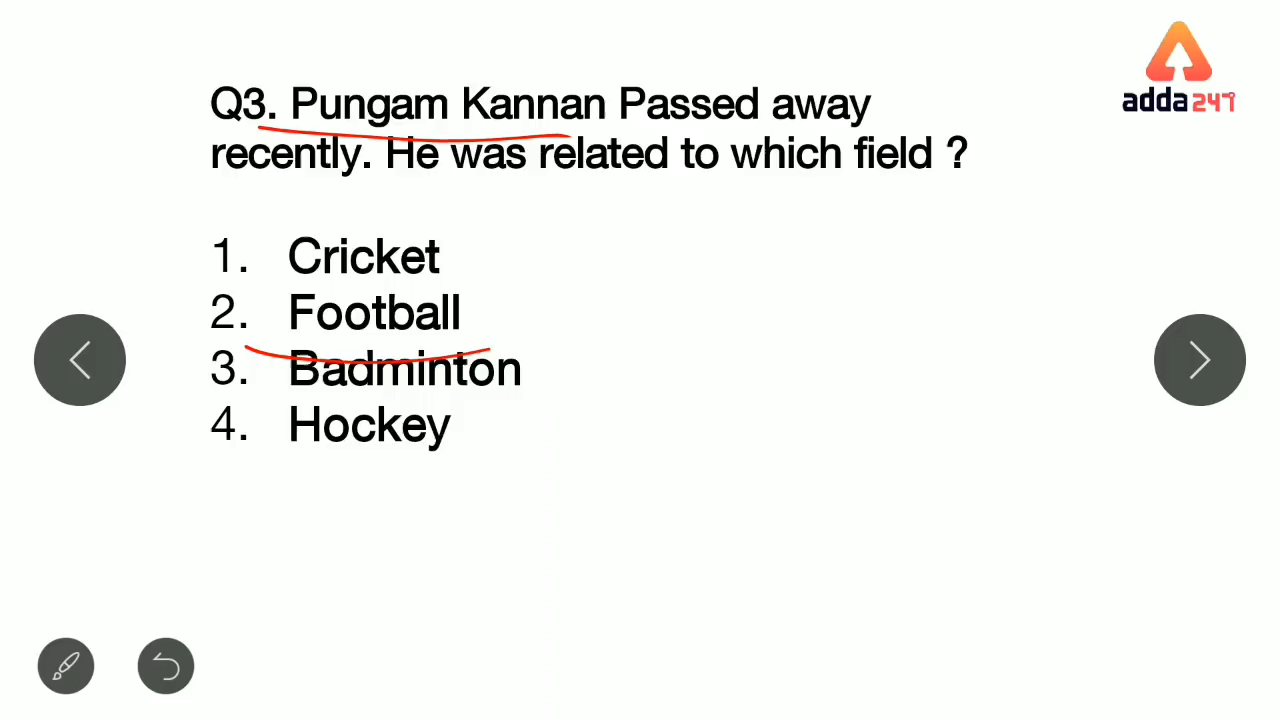 adda247
Q3. Pungam Kannan Passed away
recently. He was related to which field ?
1. Cricket
2. Football
3. Badminton
4. Hockey